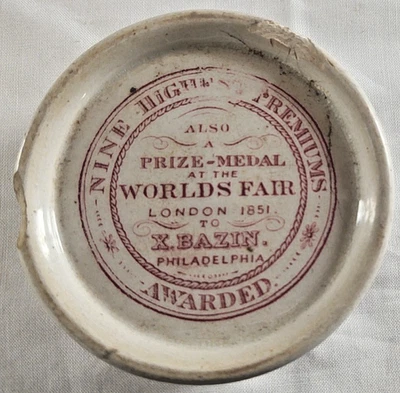 NINE HIGHEST PREMIUMS
ALSO
A
PRIZE-MEDAL
AT THE
WORLDS FAIR
LONDON 1851
TO
X. BAZIN.
PHILADELPHIA
AWARDED.